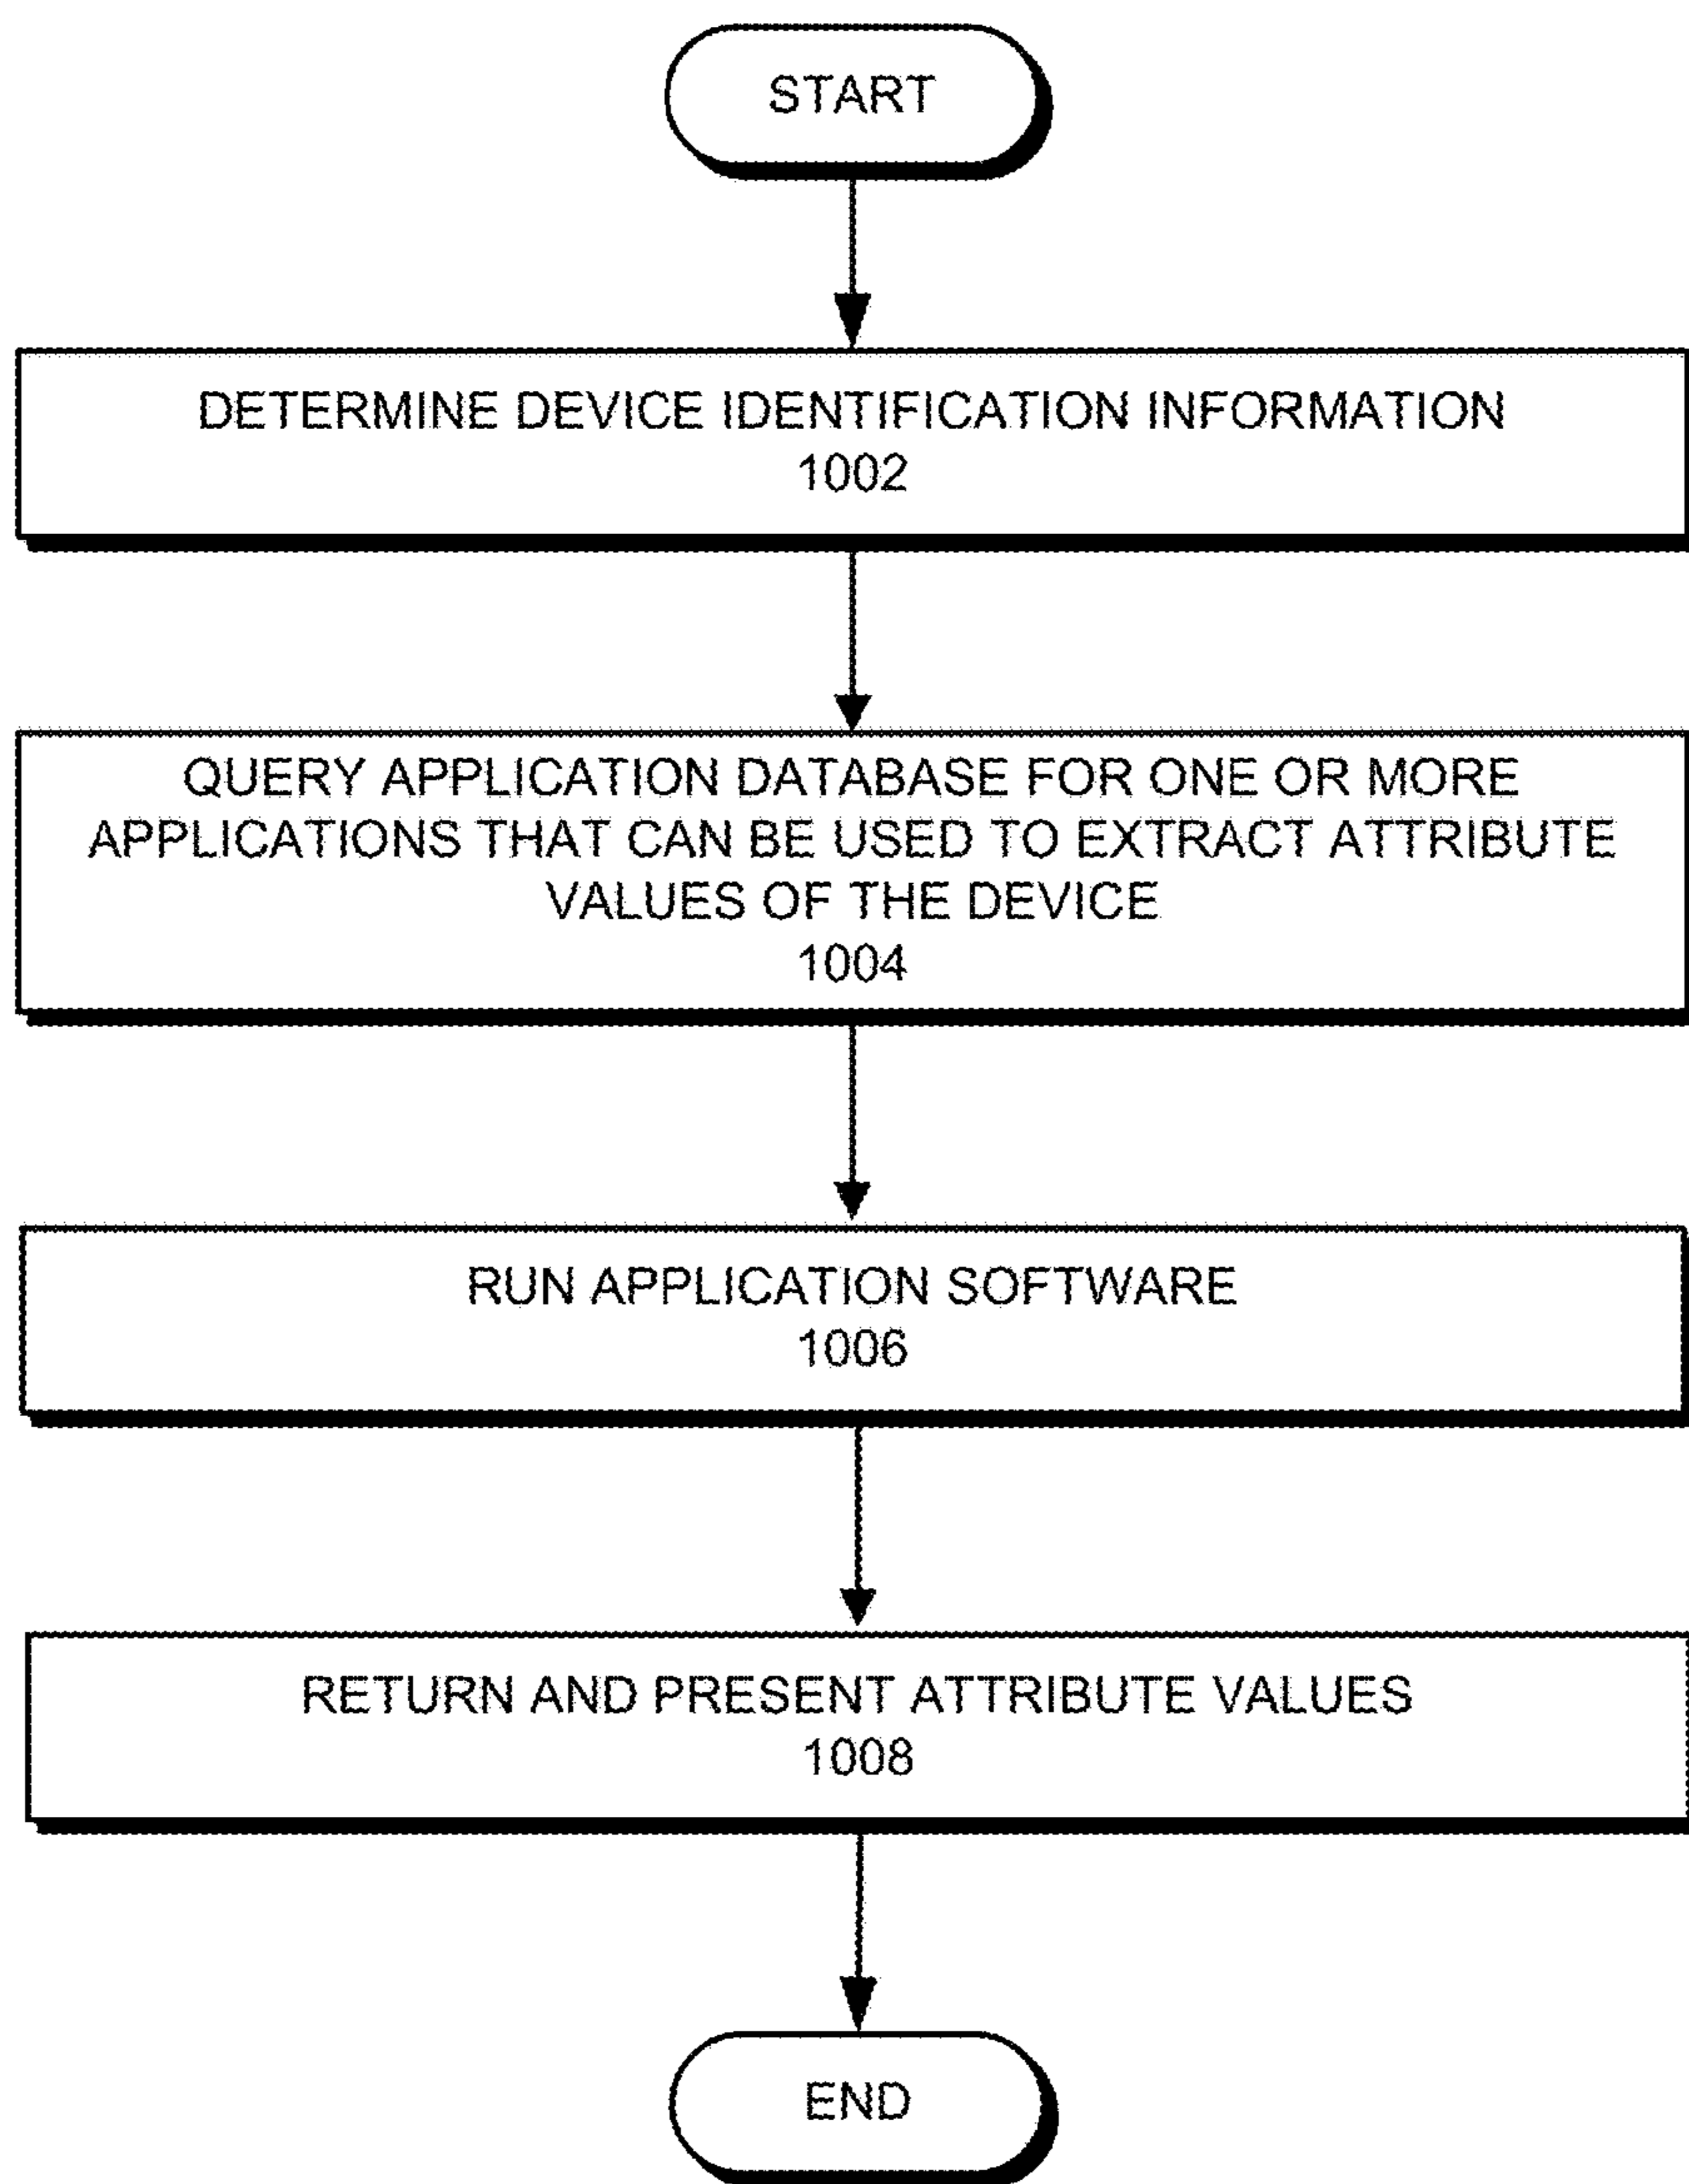 START
DETERMINE DEVICE IDENTIFICATION INFORMATION
1002
QUERY APPLICATION DATABASE FOR ONE OR MORE
APPLICATIONS THAT CAN BE USED TO EXTRACT ATTRIBUTE
VALUES OF THE DEVICE
1004
RUN APPLICATION SOFTWARE
1006
RETURN AND PRESENT ATTRIBUTE VALUES
1008
END